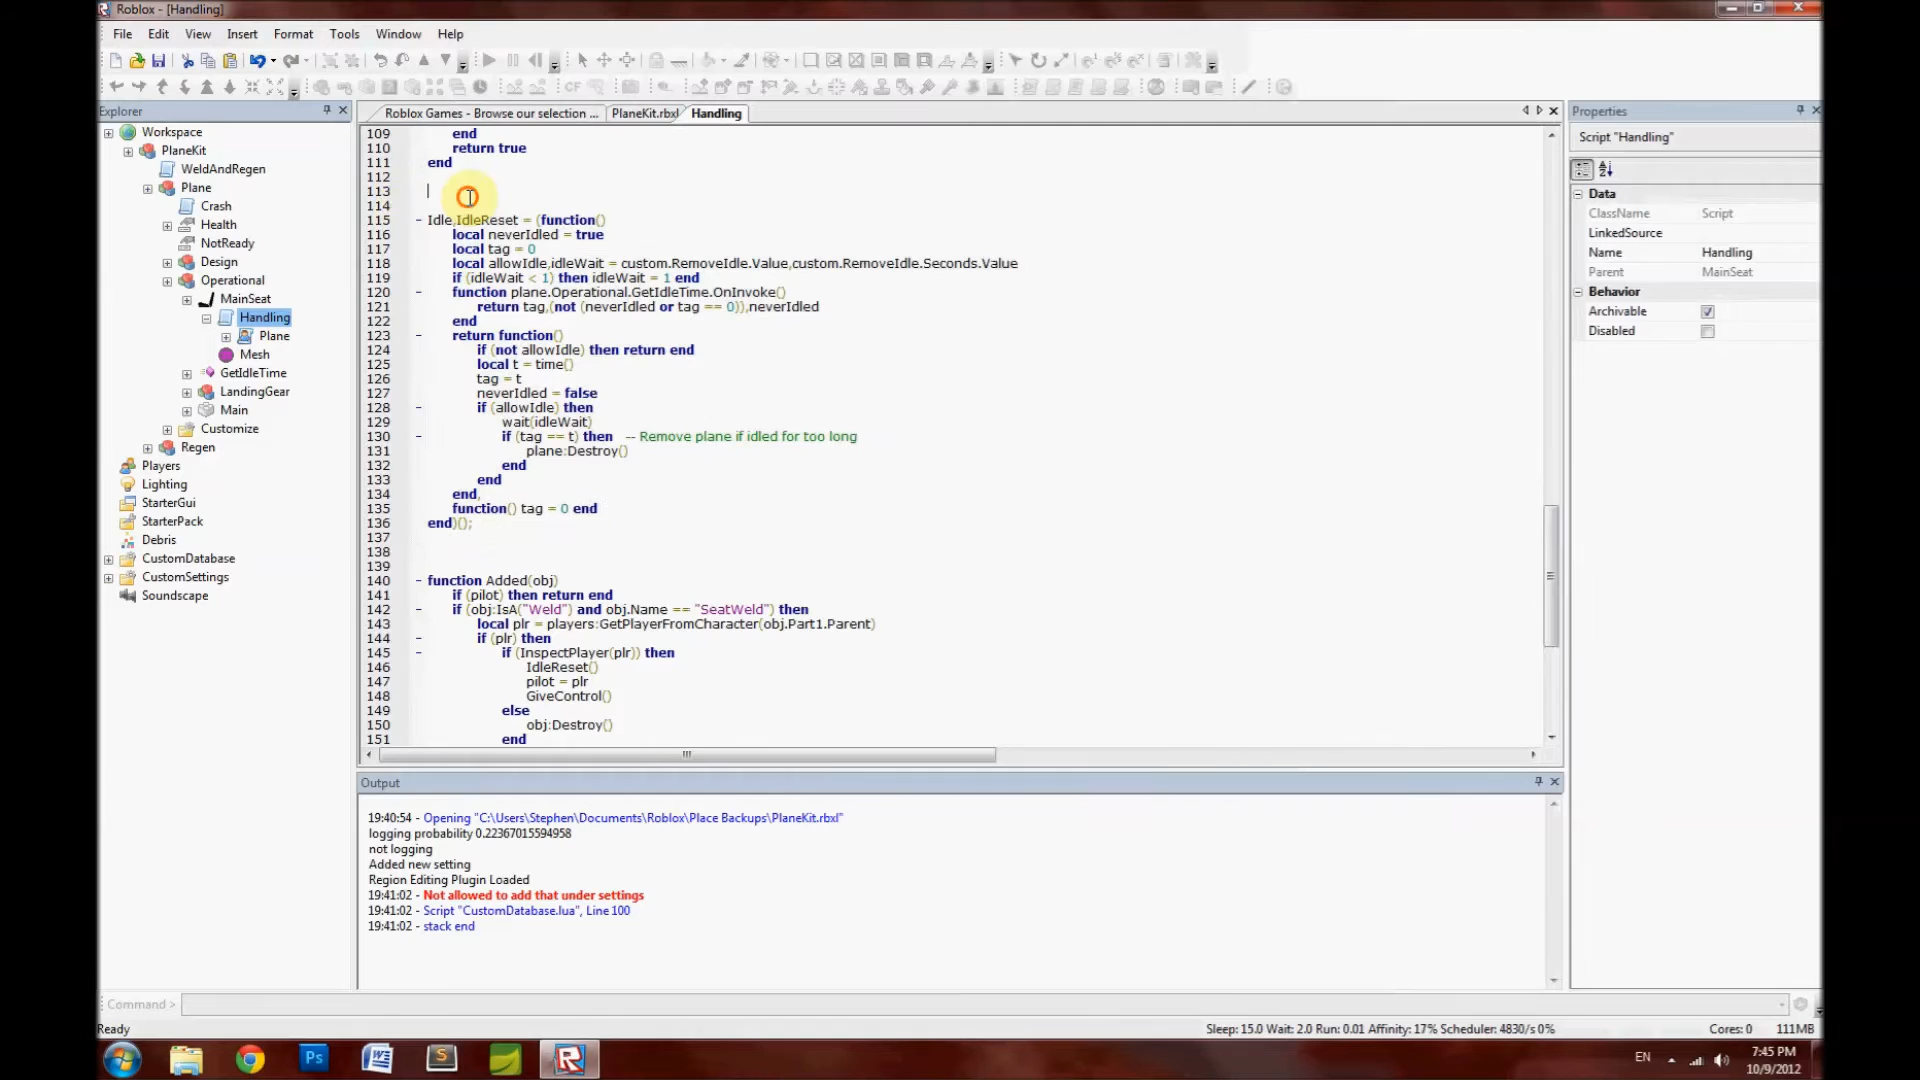 Roblox - [Handling]
File Edit View Insert Format Tools Window Help
Explorer
Workspace
PlaneKit
WeldAndRegen
Plane
Crash
Health
NotReady
Design
Operational
MainSeat
Handling
Plane
Mesh
GetIdleTime
LandingGear
Main
Customize
Regen
Players
Lighting
StarterGui
StarterPack
Debris
CustomDatabase
CustomSettings
Soundscape
Roblox Games - Browse our selection ... PlaneKit.rbxl Handling
109 end
110 return true
111 end
112
113
114
115 Idle,IdleReset = (function()
116 local neverIdled = true
117 local tag = 0
118 local allowIdle,idleWait = custom.RemoveIdle.Value,custom.RemoveIdle.Seconds.Value
119 if (idleWait < 1) then idleWait = 1 end
120 function plane.Operational.GetIdleTime.OnInvoke()
121 return tag,(not (neverIdled or tag == 0)),neverIdled
122 end
123 return function()
124 if (not allowIdle) then return end
125 local t = time()
126 tag = t
127 neverIdled = false
128 if (allowIdle) then
129 wait(idleWait)
130 if (tag == t) then -- Remove plane if idled for too long
131 plane:Destroy()
132 end
133 end
134 end,
135 function() tag = 0 end
136 end)();
137
138
139
140 function Added(obj)
141 if (pilot) then return end
142 if (obj:IsA("Weld") and obj.Name == "SeatWeld") then
143 local plr = players:GetPlayerFromCharacter(obj.Part1.Parent)
144 if (plr) then
145 if (InspectPlayer(plr)) then
146 IdleReset()
147 pilot = plr
148 GiveControl()
149 else
150 obj:Destroy()
151 end
Properties
Script "Handling"
Data
ClassName Script
LinkedSource
Name Handling
Parent MainSeat
Behavior
Archivable
Disabled
Output
19:40:54 - Opening "C:\Users\Stephen\Documents\Roblox\Place Backups\PlaneKit.rbxl"
logging probability 0.22367015594958
not logging
Added new setting
Region Editing Plugin Loaded
19:41:02 - Not allowed to add that under settings
19:41:02 - Script "CustomDatabase.lua", Line 100
19:41:02 - stack end
Command >
Ready Sleep: 15.0 Wait: 2.0 Run: 0.01 Affinity: 17% Scheduler: 4830/s 0% Cores: 0 111MB
EN 7:45 PM
10/9/2012